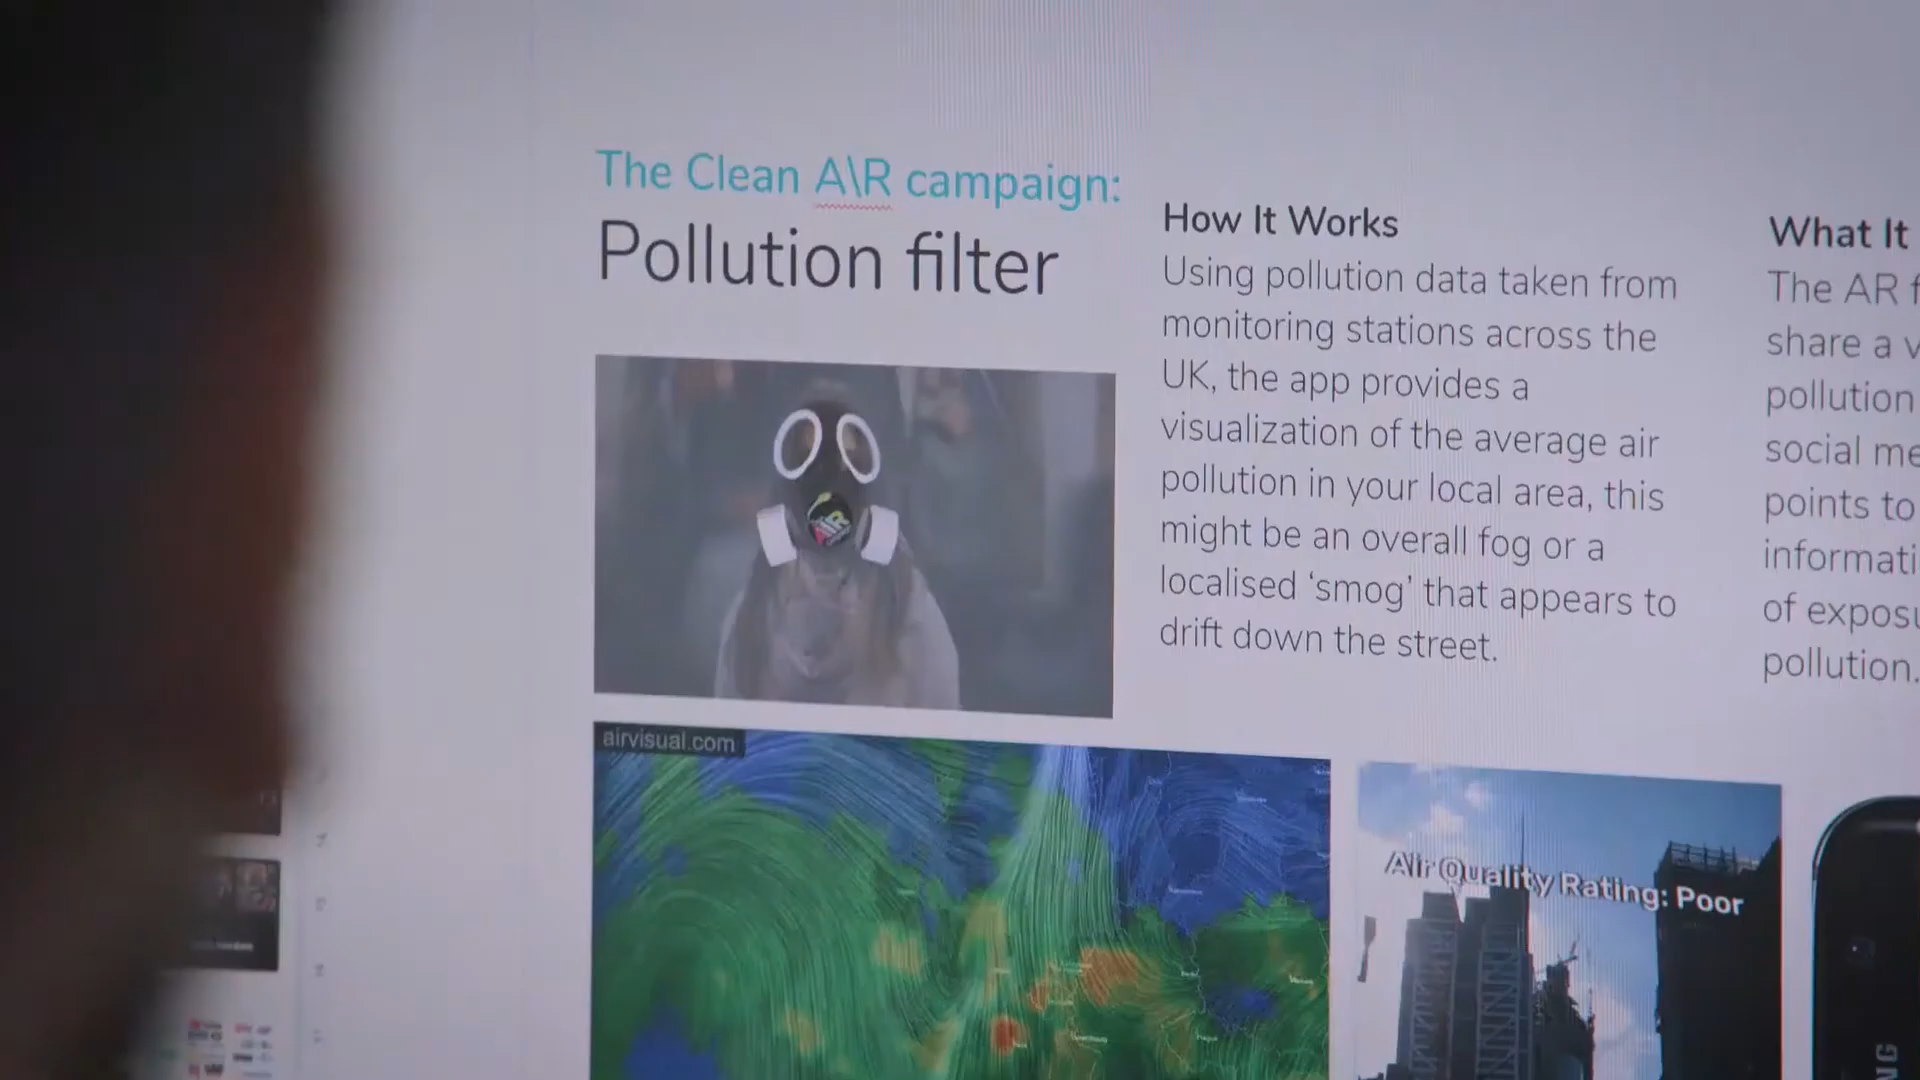 The Clean A\R campaign:
Pollution filter
How It Works
Using pollution data taken from
monitoring stations across the
UK, the app provides a
visualization of the average air
pollution in your local area, this
might be an overall fog or a
localised ‘smog’ that appears to
drift down the street.
What It
The AR f
share a v
pollution
social me
points to
informati
of exposu
pollution.
AIR
airvisual.com
Air Quality Rating: Poor
NG